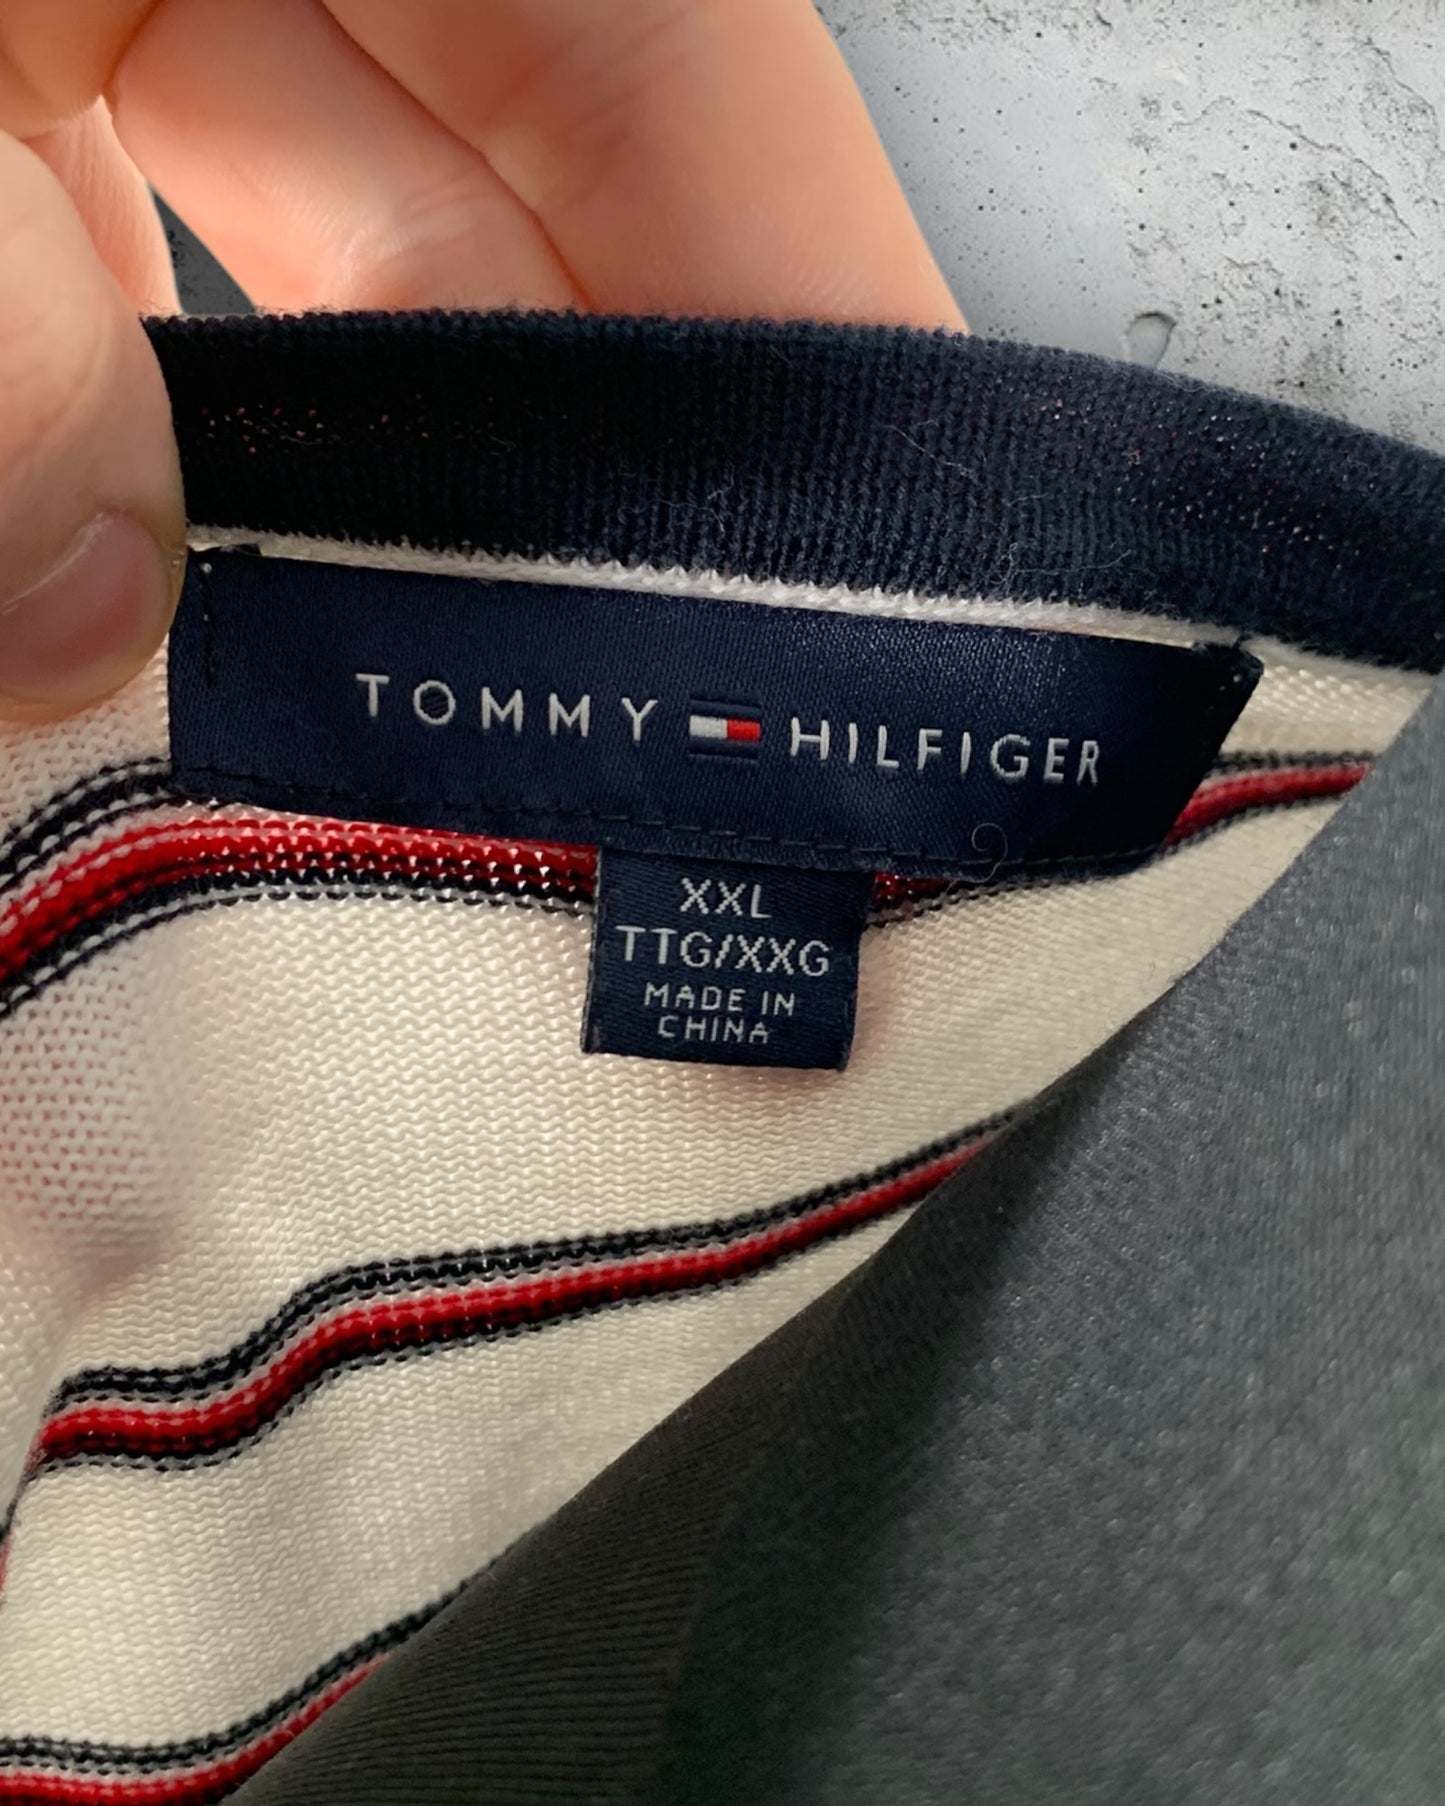 TOMMY HILFIGER
XXL
TTG/XXG
MADE IN
CHINA